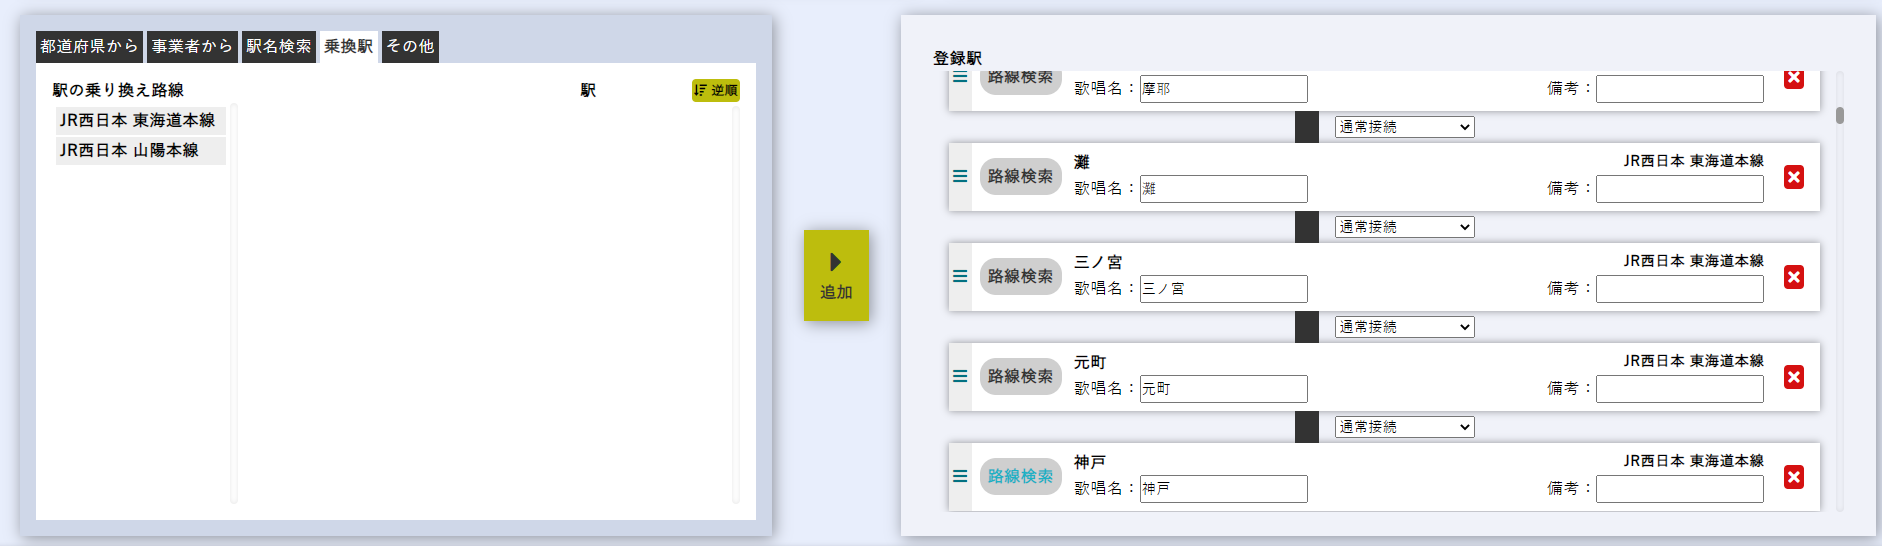 都道府県から 事業者から 駅名検索 乗換駅 その他
駅の乗り換え路線 駅 逆順
JR西日本 東海道本線
JR西日本 山陽本線
追加
登録駅
路線検索 歌唱名： 摩耶 備考：
通常接続
灘 JR西日本 東海道本線
路線検索 歌唱名： 灘 備考：
通常接続
三ノ宮 JR西日本 東海道本線
路線検索 歌唱名： 三ノ宮 備考：
通常接続
元町 JR西日本 東海道本線
路線検索 歌唱名： 元町 備考：
通常接続
神戸 JR西日本 東海道本線
路線検索 歌唱名： 神戸 備考：